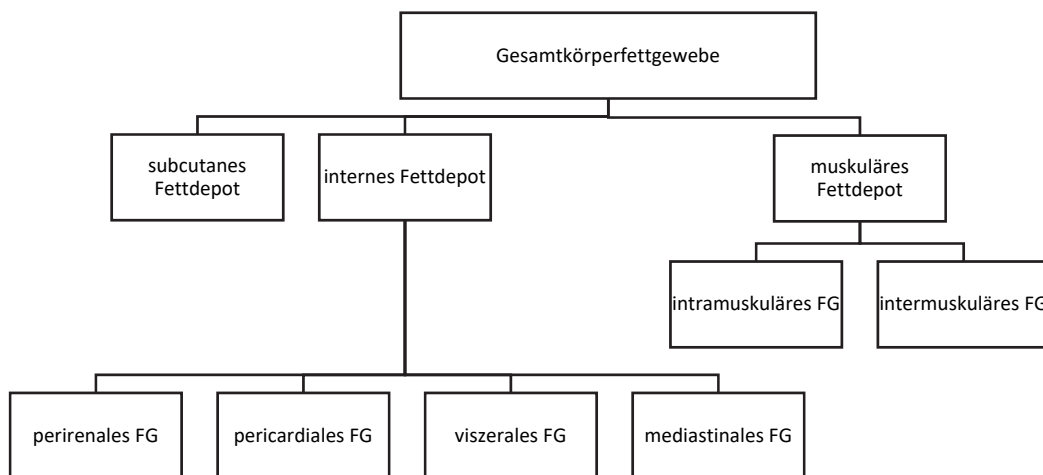 Gesamtkörperfettgewebe
subcutanes
Fettdepot
internes Fettdepot
muskuläres
Fettdepot
intramuskuläres FG
intermuskuläres FG
perirenales FG
pericardiales FG
viszerales FG
mediastinales FG